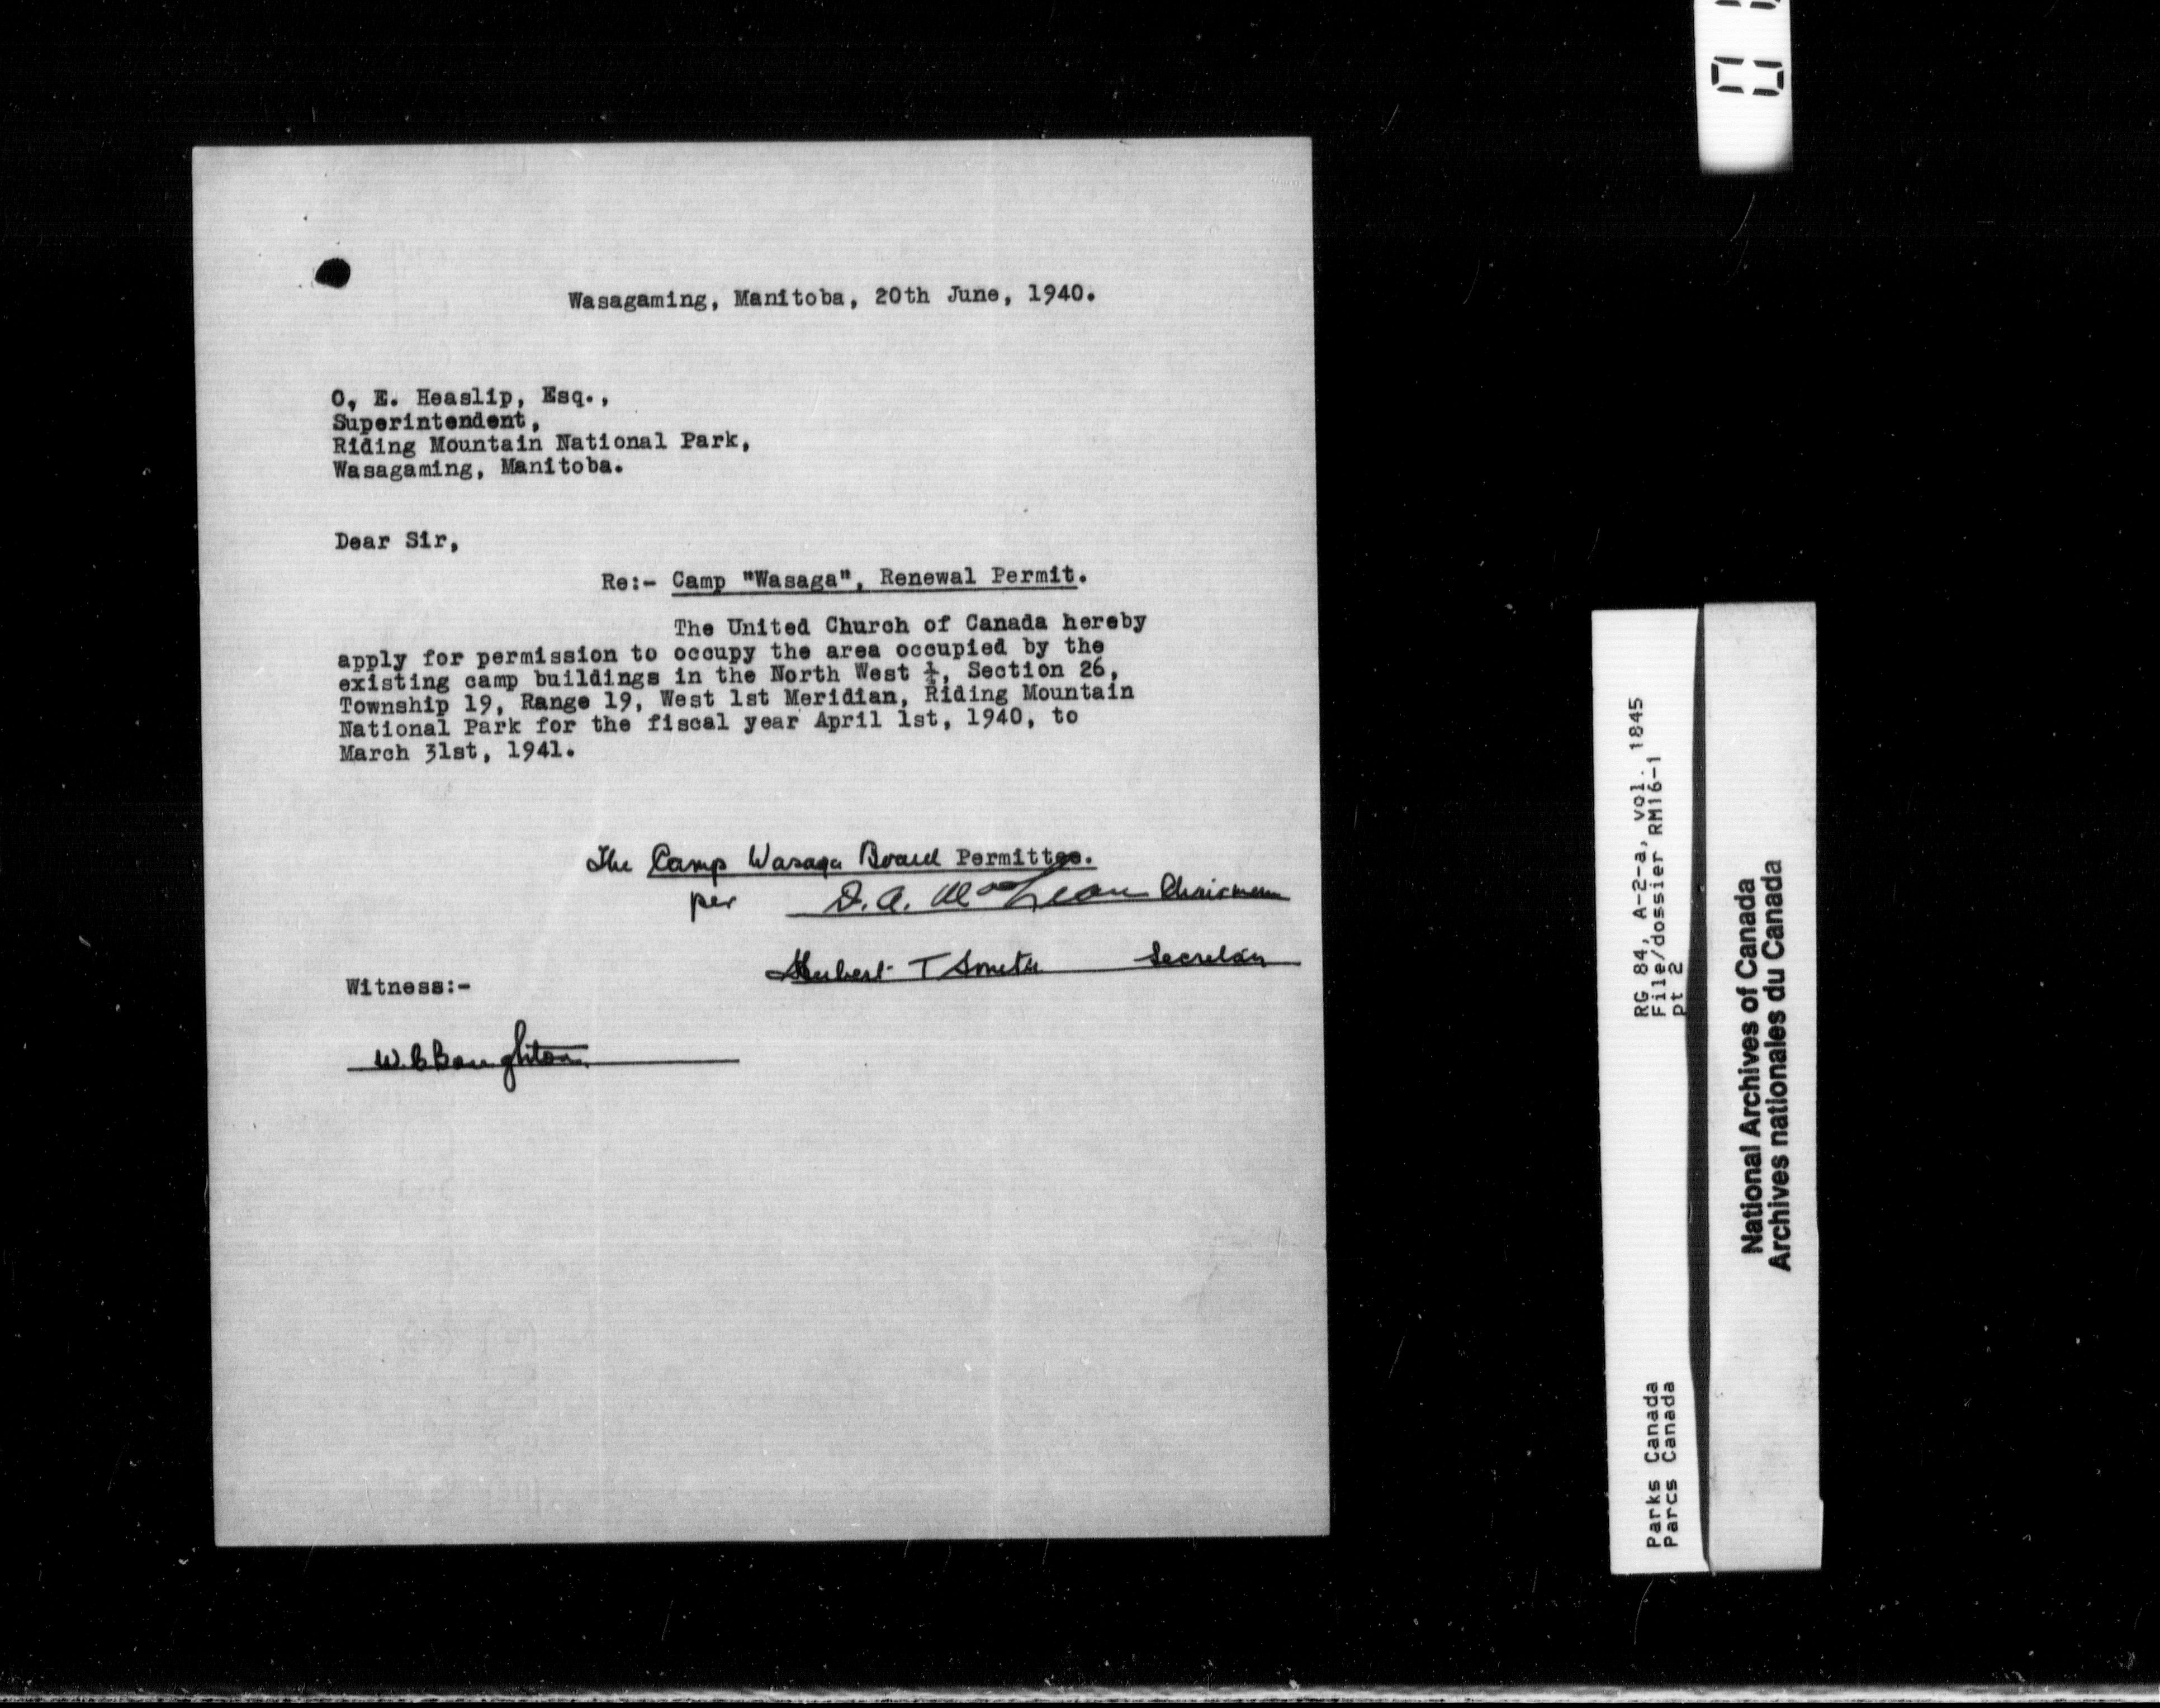 Wasagaming, Manitoba, 20th June, 1940.
O, E. Heaslip, Esq.,
Superintendent,
Riding Mountain National Park,
Wasagaming, Manitoba.
Dear Sir,
Re:- Camp "Wasaga", Renewal Permit.
The United Church of Canada hereby
apply for permission to occupy the area occupied by the
existing camp buildings in the North West ¼, Section 26,
Township 19, Range 19, West 1st Meridian, Riding Mountain
National Park for the fiscal year April 1st, 1940, to
March 31st, 1941.
The Camp Wasaga Board Permittee.
per D. A. McLean Chairman
Herbert T Secretary
Witness:-
W. B Boughton
RG 84, A-2-a, vol. 1845
File/dossier RM16-1
pt 2
Parks Canada
Parcs Canada
National Archives of Canada
Archives nationales du Canada